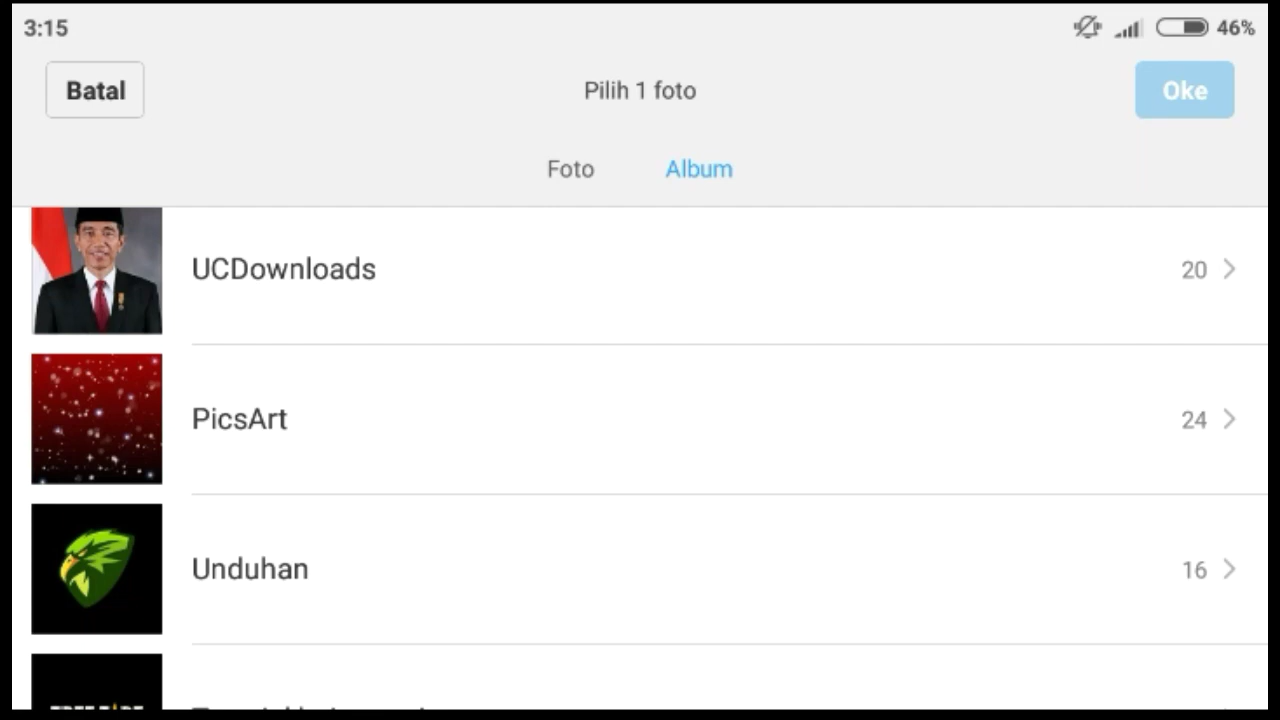 3:15
46%
Batal
Pilih 1 foto
Oke
Foto
Album
UCDownloads
20
PicsArt
24
Unduhan
16